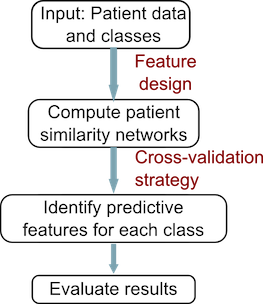 Input: Patient data
and classes
Feature
design
Compute patient
similarity networks
Cross-validation
strategy
Identify predictive
features for each class
Evaluate results